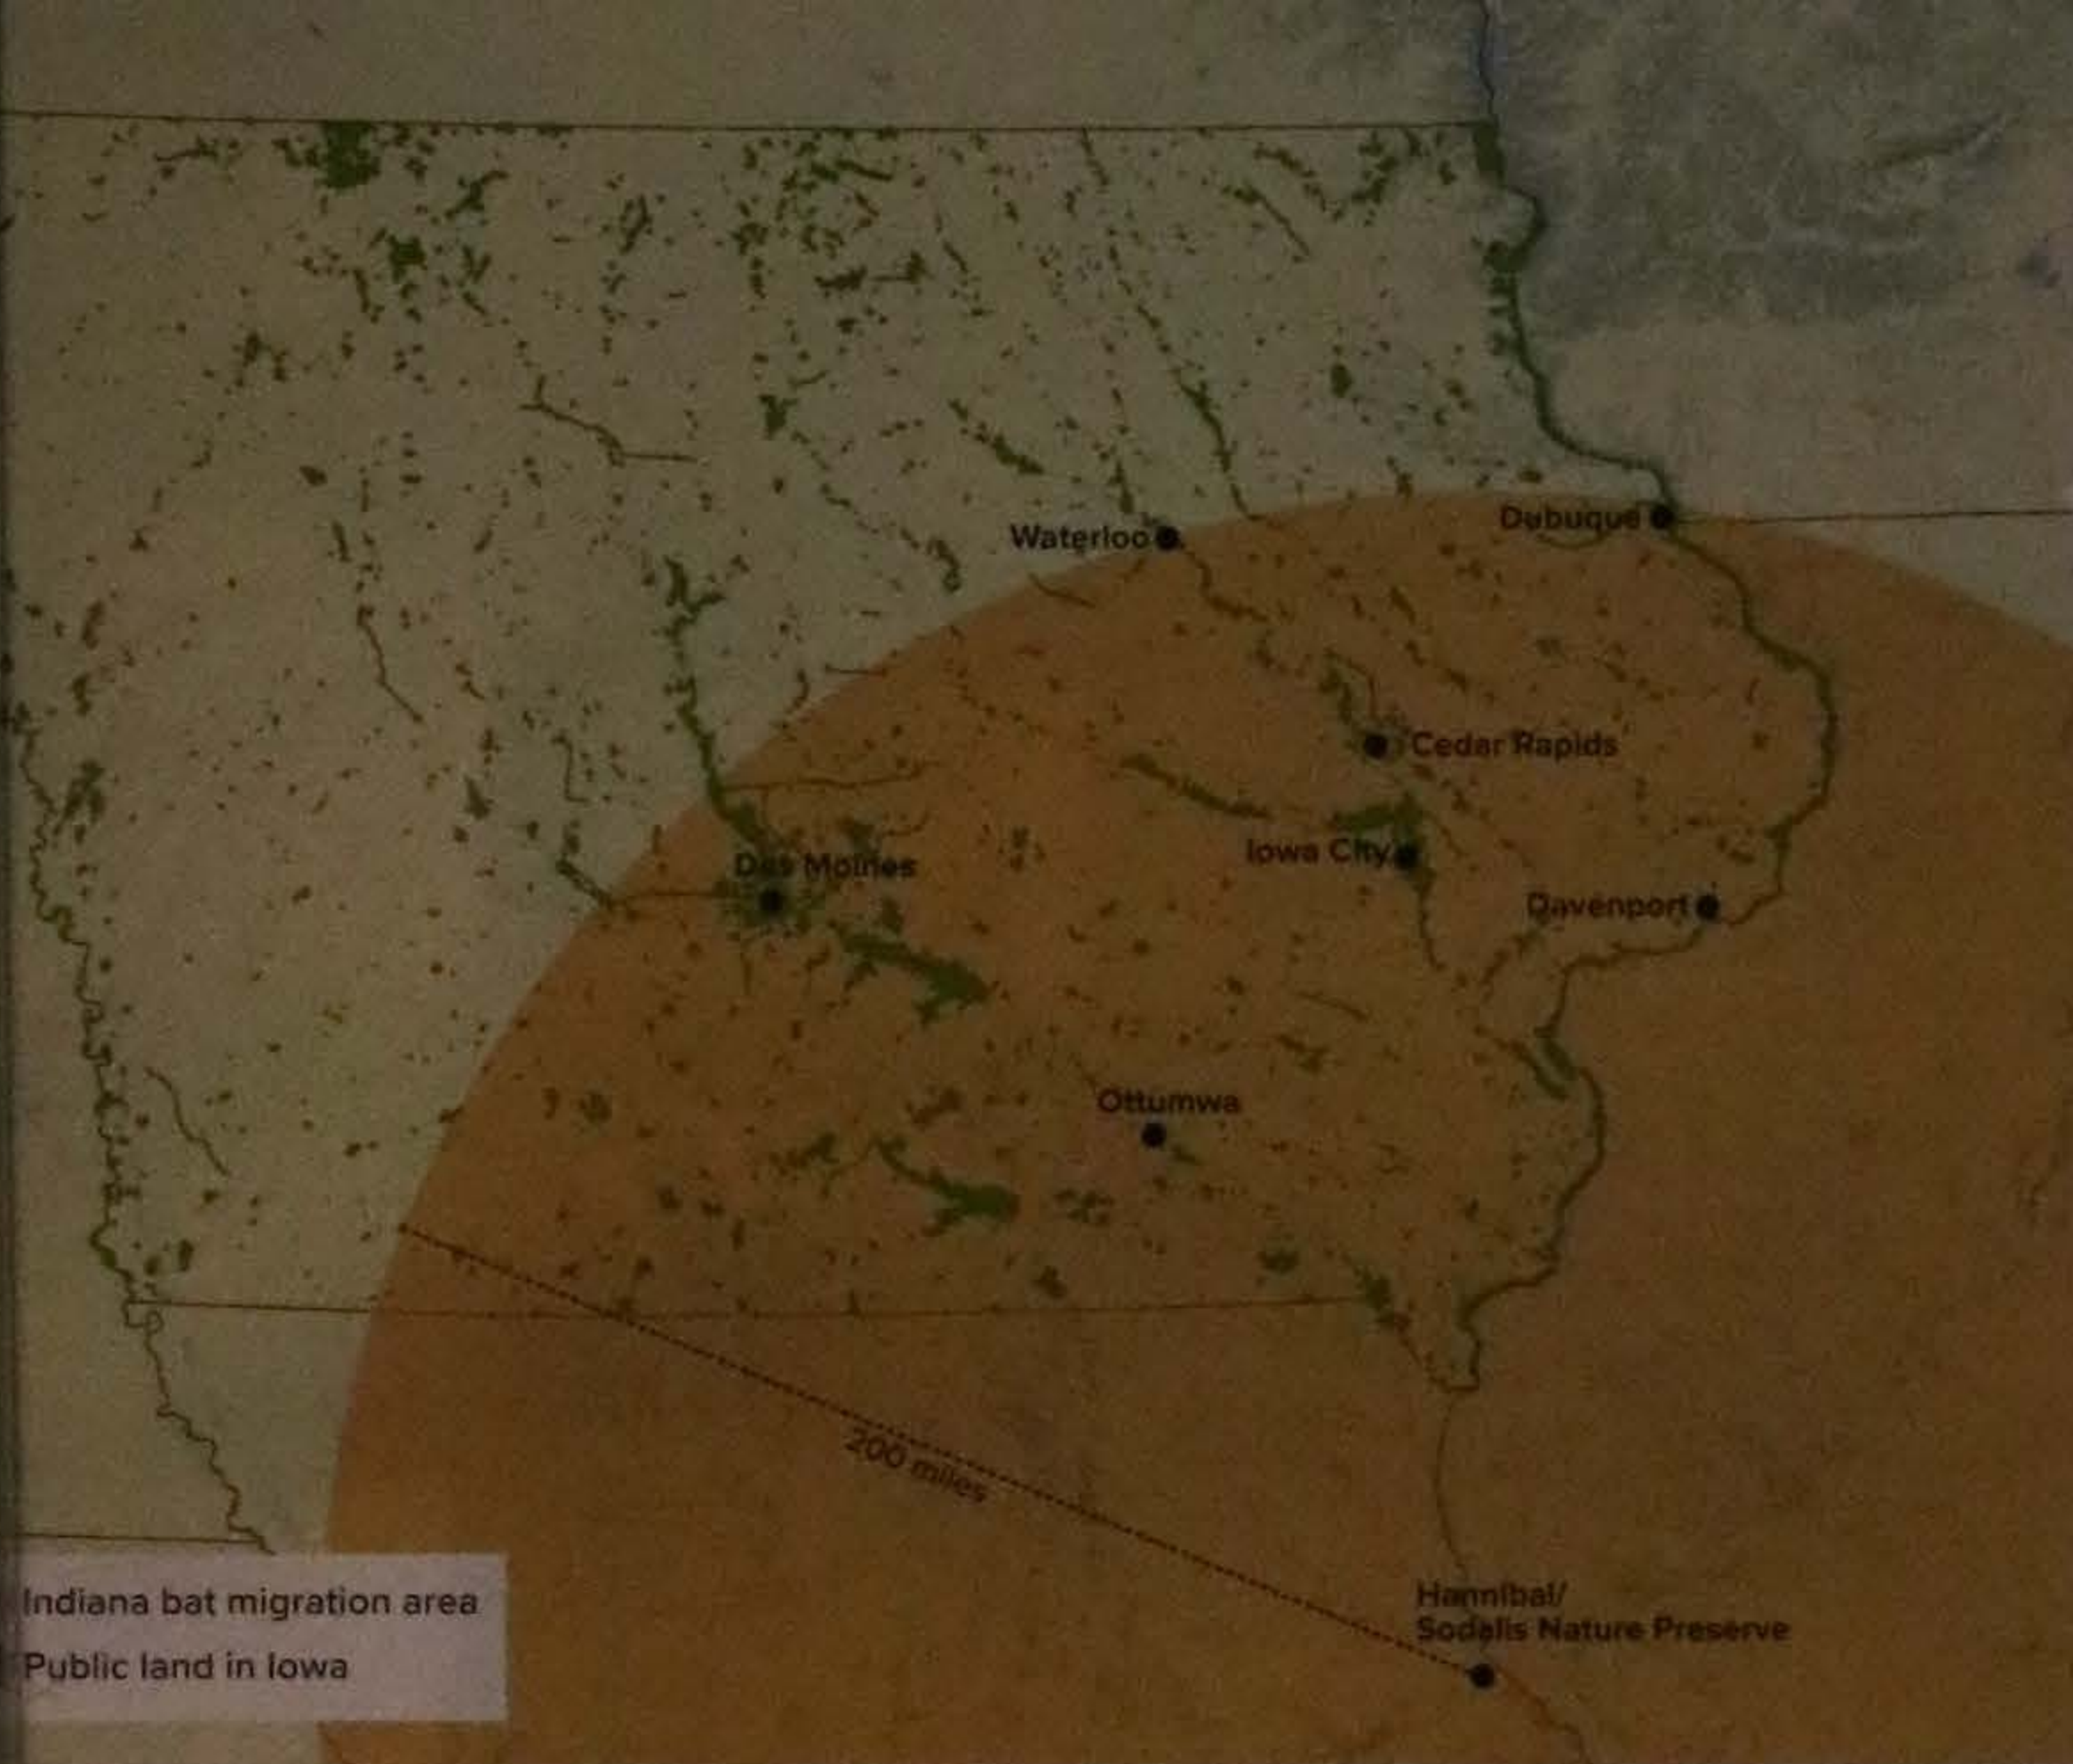 Waterloo
Dubuque
Cedar Rapids
Des Moines
Iowa City
Davenport
Ottumwa
200 miles
Hannibal/
Sodalis Nature Preserve
Indiana bat migration area
Public land in Iowa